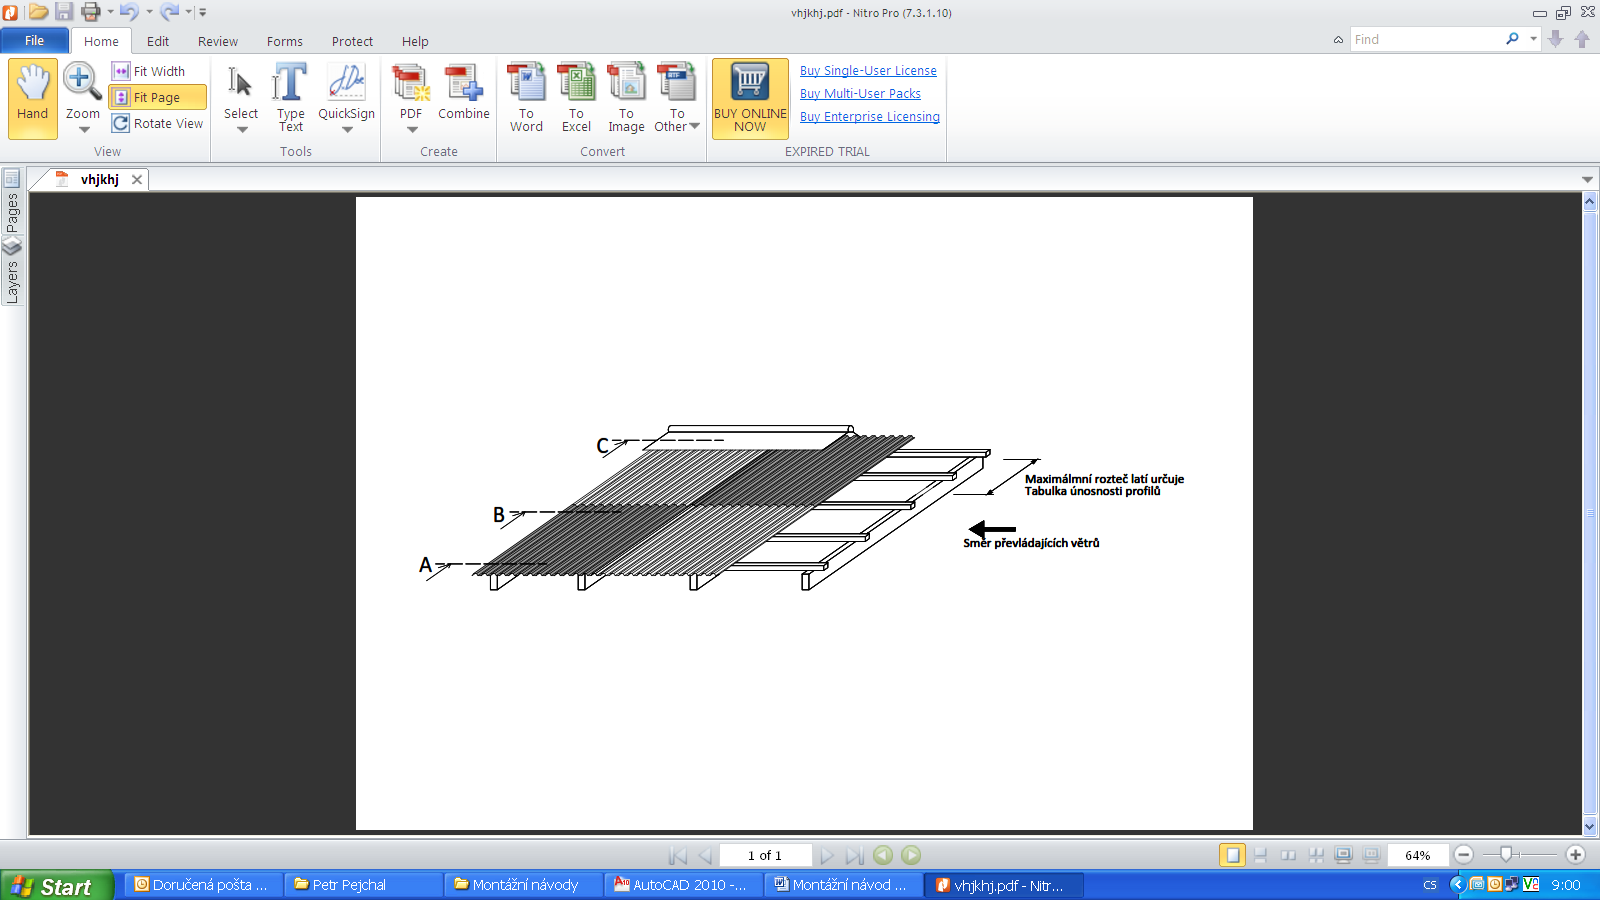 vhjkhj.pdf - Nitro Pro (7.3.1.10)
File
Home
Edit
Review
Forms
Protect
Help
Find
Hand
Zoom
Fit Width
Fit Page
Rotate View
View
Select
Type
Text
QuickSign
Tools
PDF
Combine
Create
To
Word
To
Excel
To
Image
To
Other
Convert
BUY ONLINE
NOW
Buy Single-User License
Buy Multi-User Packs
Buy Enterprise Licensing
EXPIRED TRIAL
vhjkhj
Pages
Layers
C
B
A
Maximálmní rozteč latí určuje
Tabulka únosnosti profilů
Směr převládajících větrů
1 of 1
64%
Start
Doručená pošta ...
Petr Pejchal
Montážní návody
AutoCAD 2010 -...
Montážní návod ...
vhjkhj.pdf - Nitr...
CS
9:00